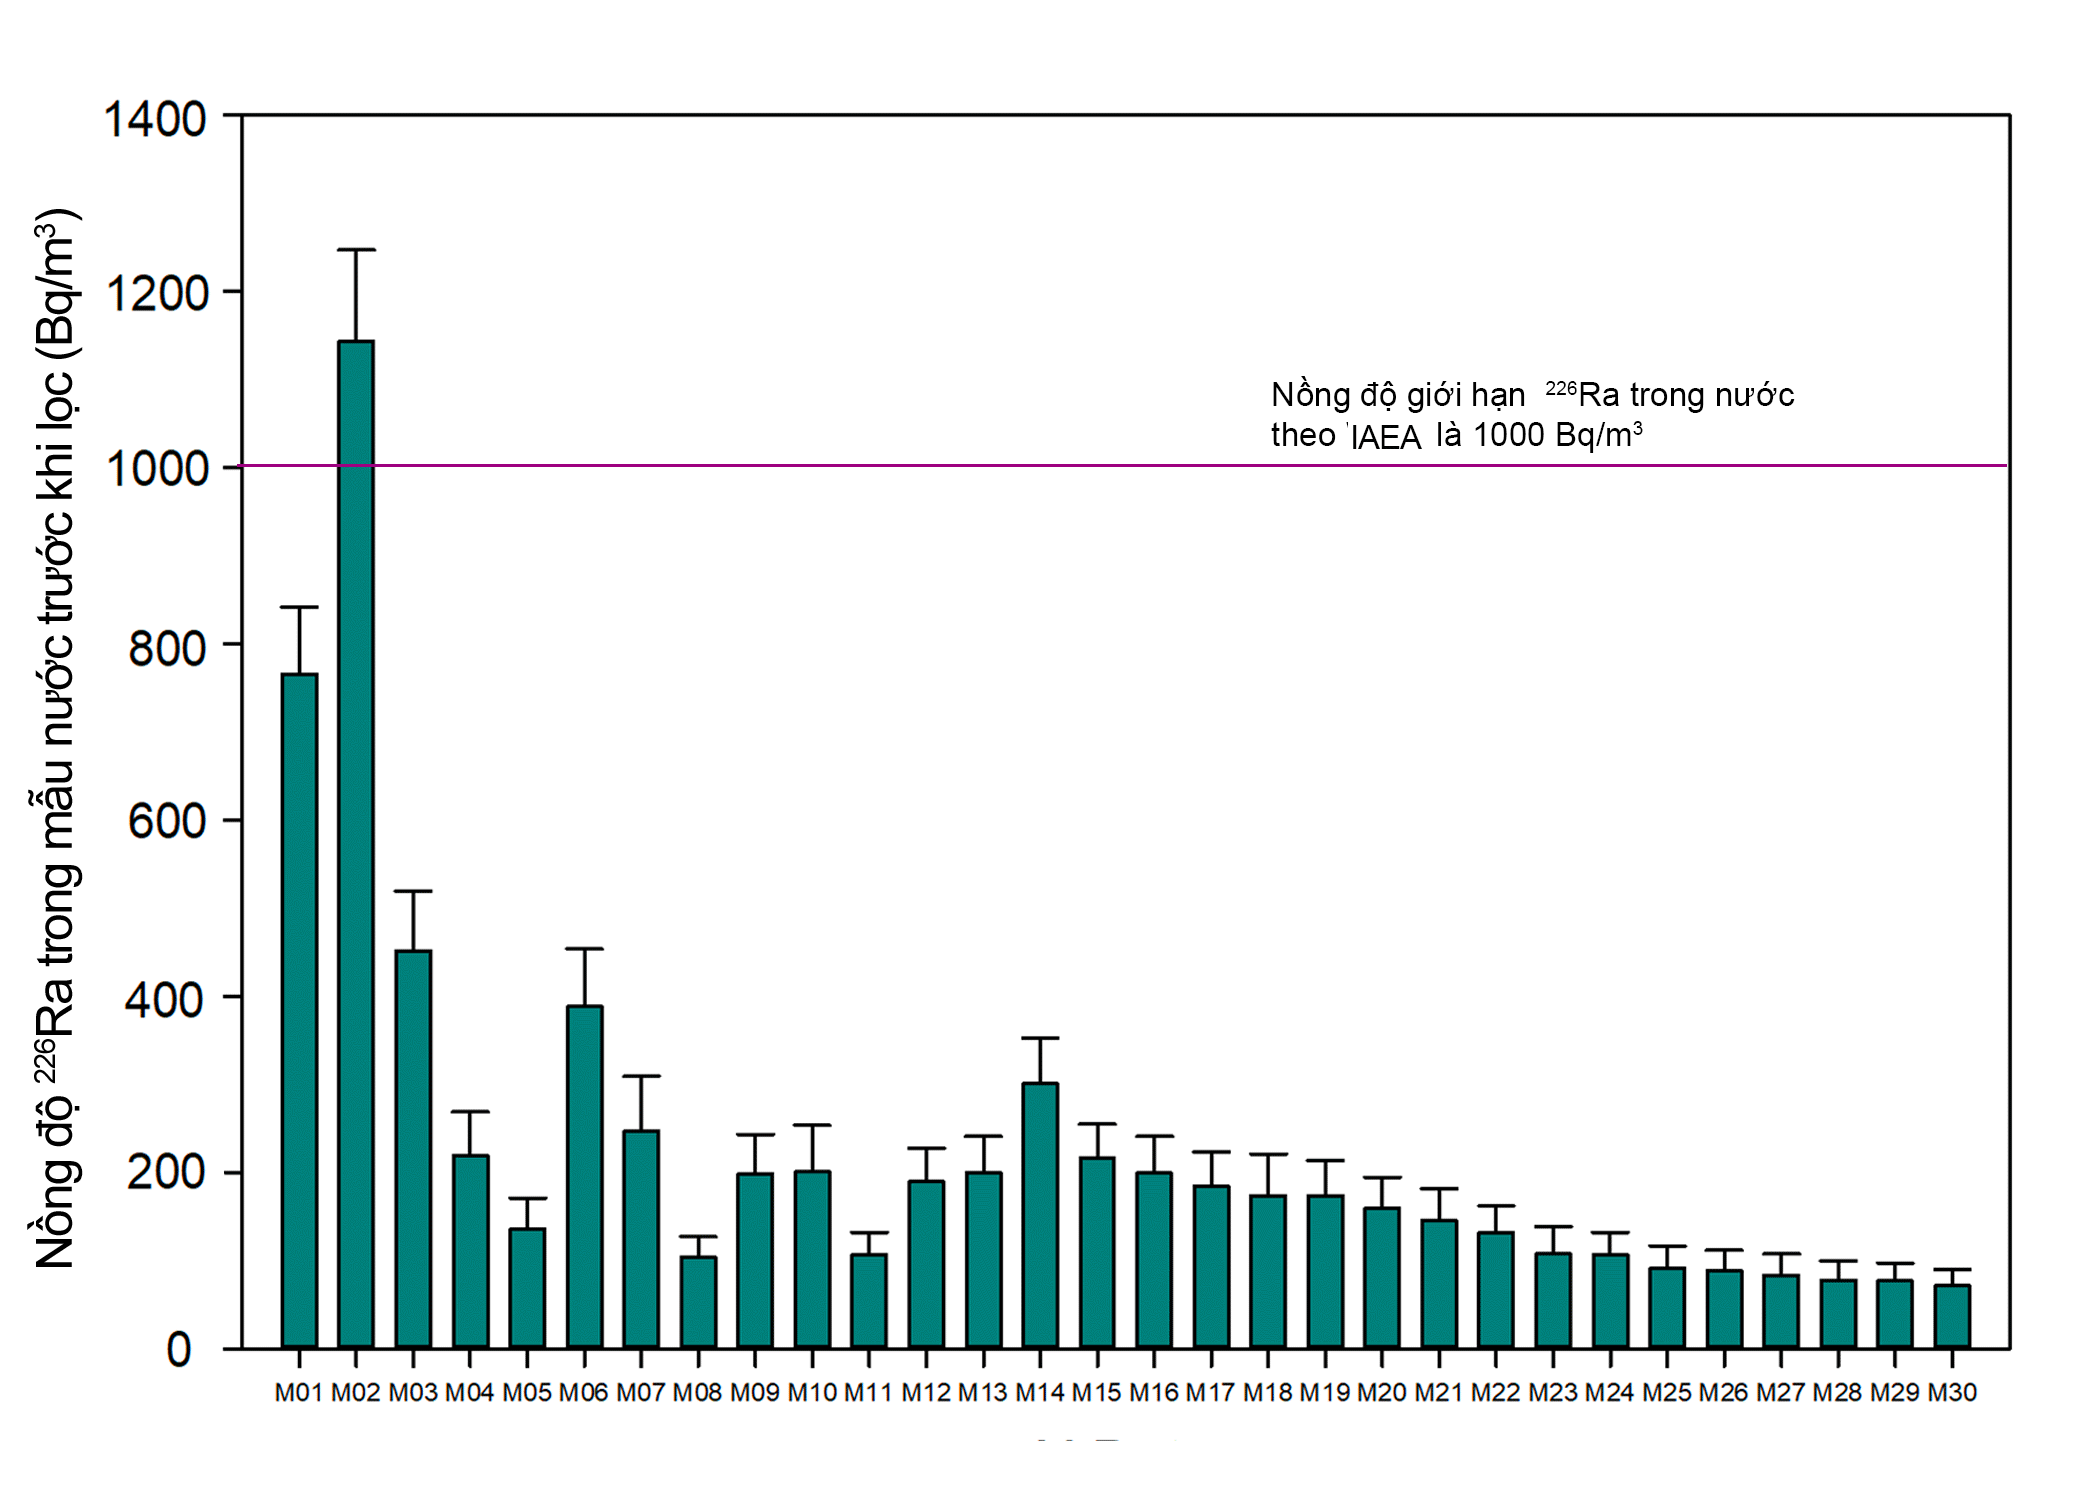 Nồng độ ²²⁶Ra trong mẫu nước trước khi lọc (Bq/m³)
1400
1200
1000
800
600
400
200
0
Nồng độ giới hạn ²²⁶Ra trong nước
theo IAEA là 1000 Bq/m³
M01 M02 M03 M04 M05 M06 M07 M08 M09 M10 M11 M12 M13 M14 M15 M16 M17 M18 M19 M20 M21 M22 M23 M24 M25 M26 M27 M28 M29 M30